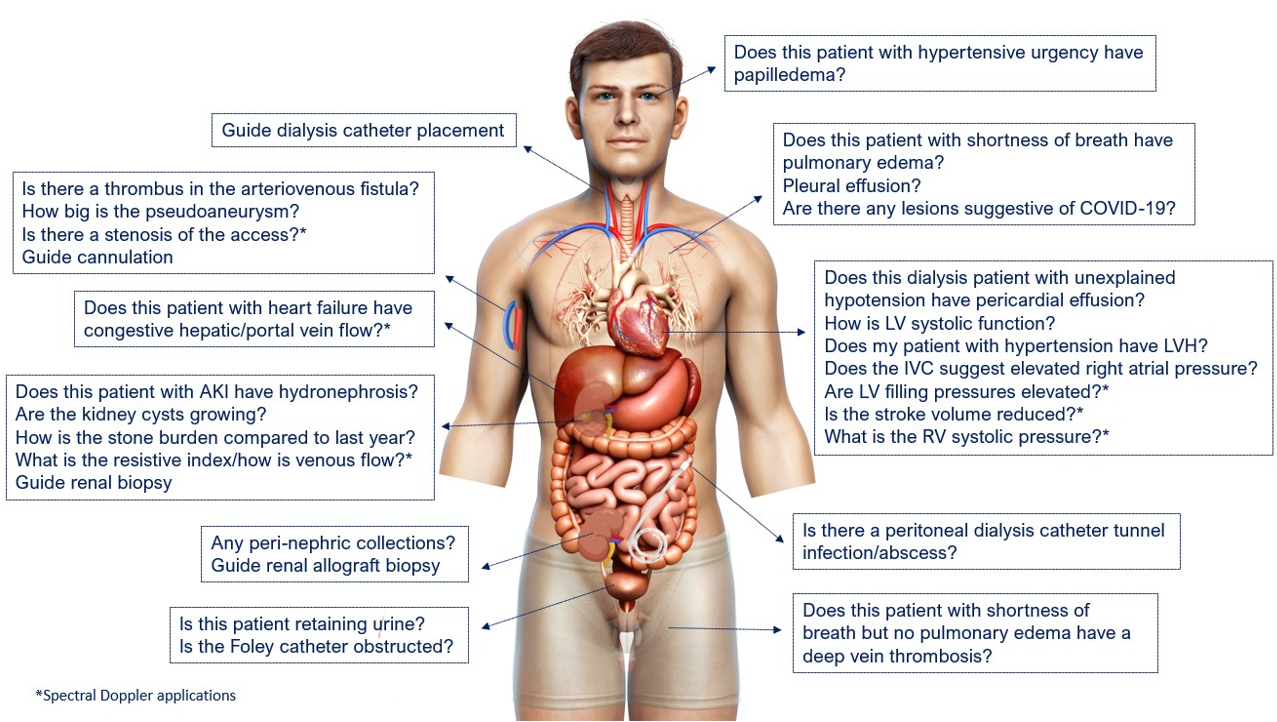 Does this patient with hypertensive urgency have
papilledema?
Guide dialysis catheter placement
Does this patient with shortness of breath have
pulmonary edema?
Pleural effusion?
Are there any lesions suggestive of COVID-19?
Is there a thrombus in the arteriovenous fistula?
How big is the pseudoaneurysm?
Is there a stenosis of the access?*
Guide cannulation
Does this dialysis patient with unexplained
hypotension have pericardial effusion?
How is LV systolic function?
Does my patient with hypertension have LVH?
Does the IVC suggest elevated right atrial pressure?
Are LV filling pressures elevated?*
Is the stroke volume reduced?*
What is the RV systolic pressure?*
Does this patient with heart failure have
congestive hepatic/portal vein flow?*
Does this patient with AKI have hydronephrosis?
Are the kidney cysts growing?
How is the stone burden compared to last year?
What is the resistive index/how is venous flow?*
Guide renal biopsy
Is there a peritoneal dialysis catheter tunnel
infection/abscess?
Any peri-nephric collections?
Guide renal allograft biopsy
Does this patient with shortness of
breath but no pulmonary edema have a
deep vein thrombosis?
Is this patient retaining urine?
Is the Foley catheter obstructed?
*Spectral Doppler applications